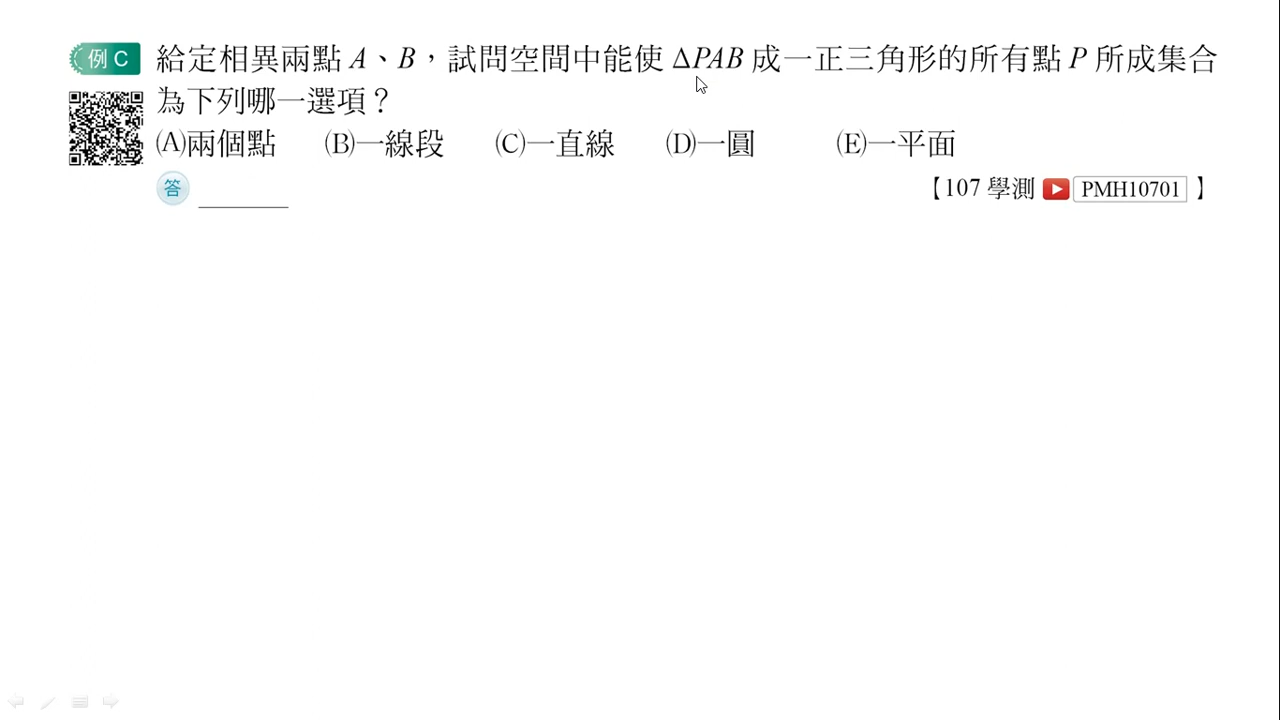 例 C 給定相異兩點 A、B，試問空間中能使 ΔPAB 成一正三角形的所有點 P 所成集合
為下列哪一選項？
(A)兩個點 (B)一線段 (C)一直線 (D)一圓 (E)一平面
答 ________ 【107 學測 PMH10701 】